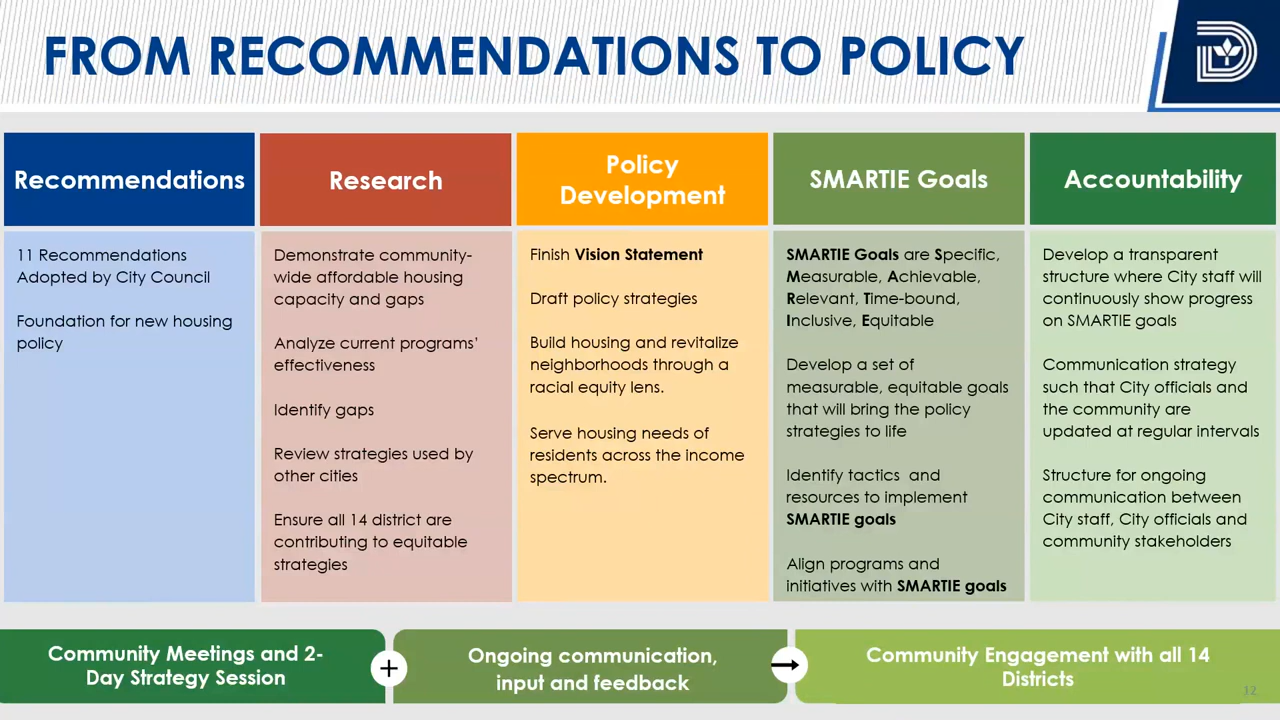 FROM RECOMMENDATIONS TO POLICY
Recommendations
11 Recommendations
Adopted by City Council
Foundation for new housing
policy
Research
Demonstrate community-
wide affordable housing
capacity and gaps
Analyze current programs’
effectiveness
Identify gaps
Review strategies used by
other cities
Ensure all 14 district are
contributing to equitable
strategies
Policy
Development
Finish Vision Statement
Draft policy strategies
Build housing and revitalize
neighborhoods through a
racial equity lens.
Serve housing needs of
residents across the income
spectrum.
SMARTIE Goals
SMARTIE Goals are Specific,
Measurable, Achievable,
Relevant, Time-bound,
Inclusive, Equitable
Develop a set of
measurable, equitable goals
that will bring the policy
strategies to life
Identify tactics and
resources to implement
SMARTIE goals
Align programs and
initiatives with SMARTIE goals
Accountability
Develop a transparent
structure where City staff will
continuously show progress
on SMARTIE goals
Communication strategy
such that City officials and
the community are
updated at regular intervals
Structure for ongoing
communication between
City staff, City officials and
community stakeholders
Community Meetings and 2-
Day Strategy Session
+
Ongoing communication,
input and feedback
Community Engagement with all 14
Districts
12